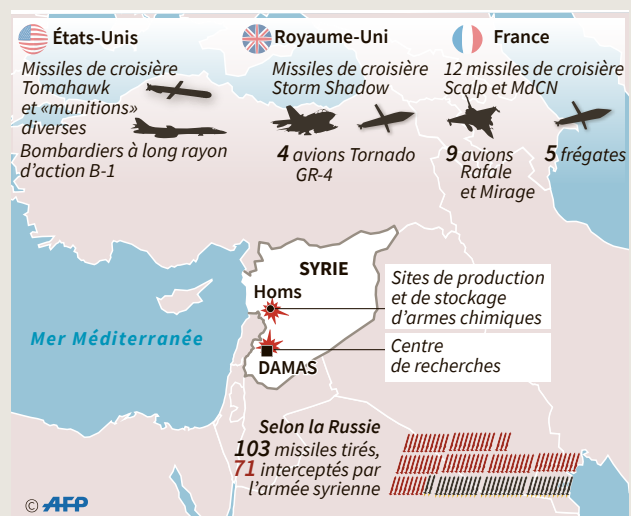 États-Unis
Missiles de croisière
Tomahawk
et «munitions»
diverses
Bombardiers à long rayon
d'action B-1
Royaume-Uni
Missiles de croisière
Storm Shadow
4 avions Tornado
GR-4
France
12 missiles de croisière
Scalp et MdCN
9 avions
Rafale
et Mirage
5 frégates
SYRIE
Homs
Sites de production
et de stockage
d'armes chimiques
Mer Méditerranée
DAMAS
Centre
de recherches
Selon la Russie
103 missiles tirés,
71 interceptés par
l'armée syrienne
© AFP